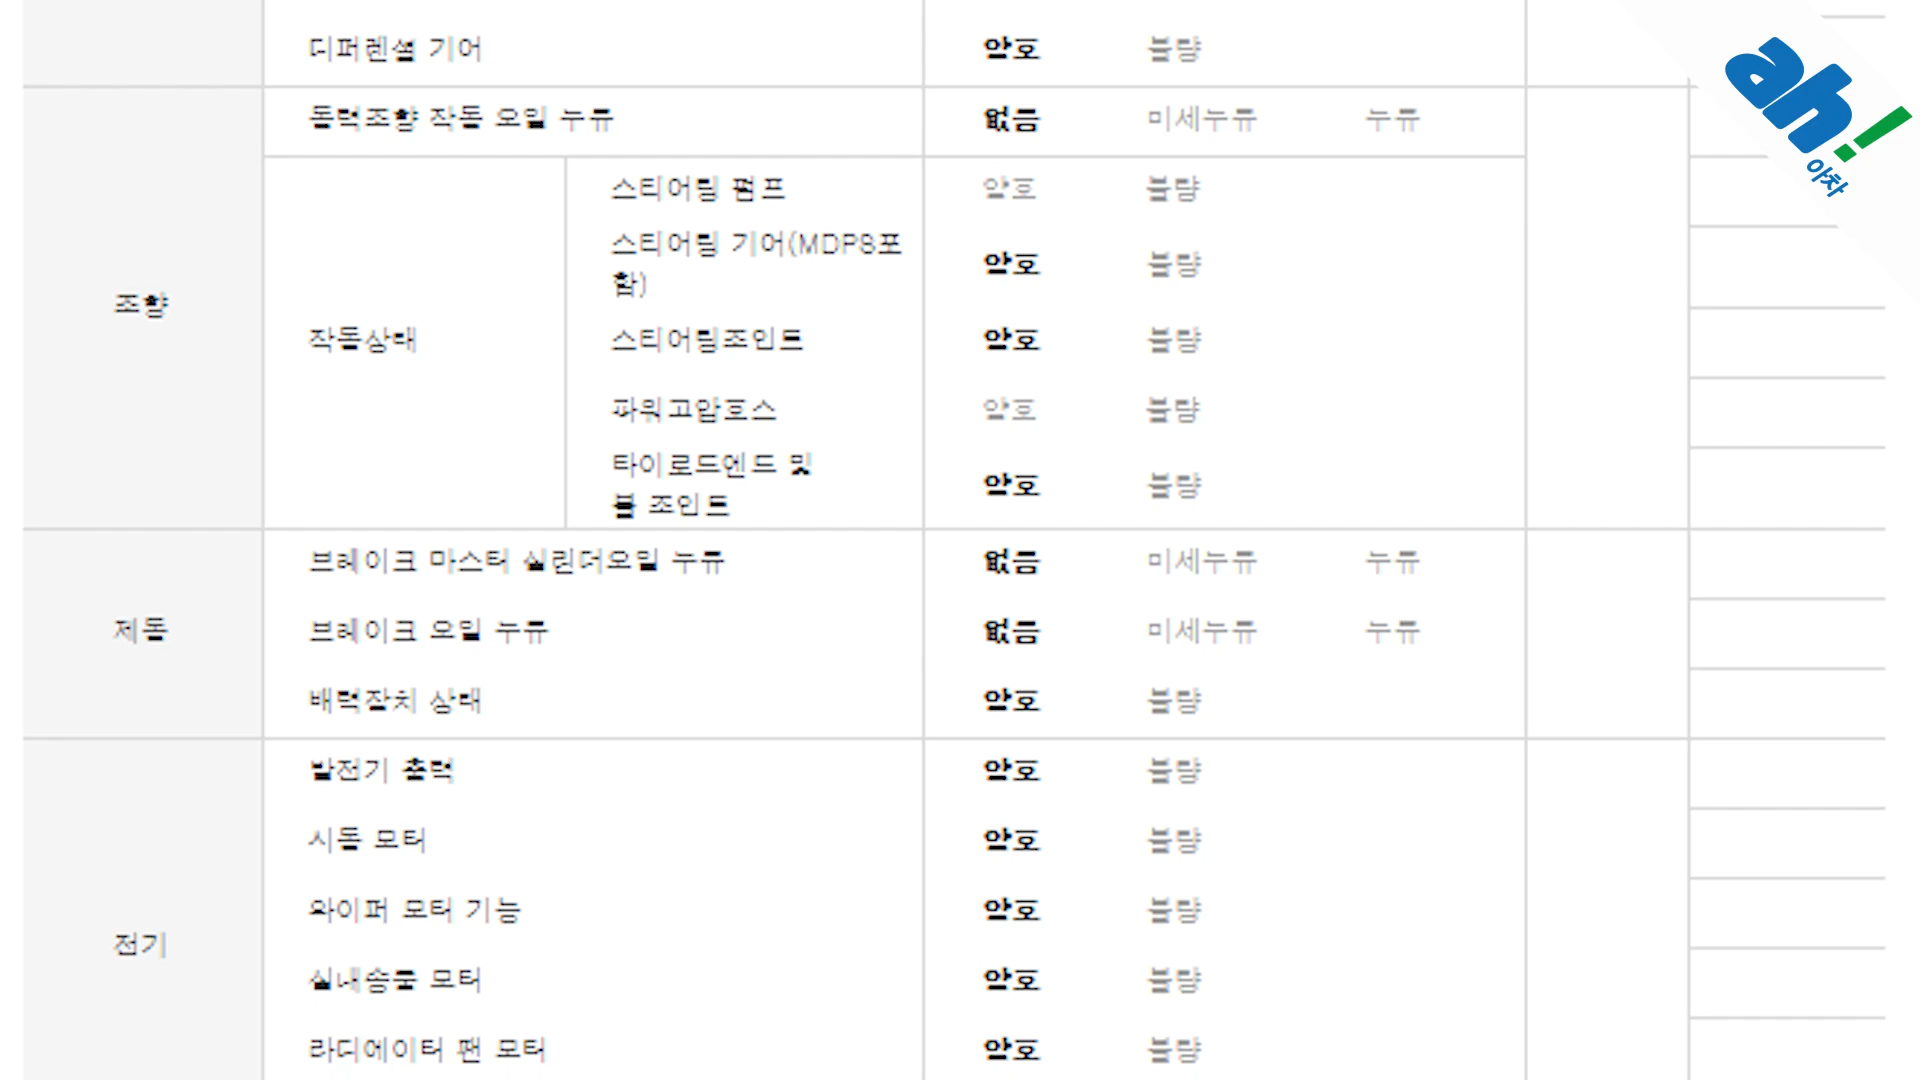 디퍼렌셜 기어 양호 불량
동력조향 작동 오일 누유 없음 미세누유 누유
조향
작동상태
스티어링 펌프 양호 불량
스티어링 기어(MDPS포
함) 양호 불량
스티어링조인트 양호 불량
파워고압호스 양호 불량
타이로드엔드 및
볼 조인트 양호 불량
제동
브레이크 마스터 실린더오일 누유 없음 미세누유 누유
브레이크 오일 누유 없음 미세누유 누유
배력장치 상태 양호 불량
전기
발전기 출력 양호 불량
시동 모터 양호 불량
와이퍼 모터 기능 양호 불량
실내송풍 모터 양호 불량
라디에이터 팬 모터 양호 불량
ah!
아차